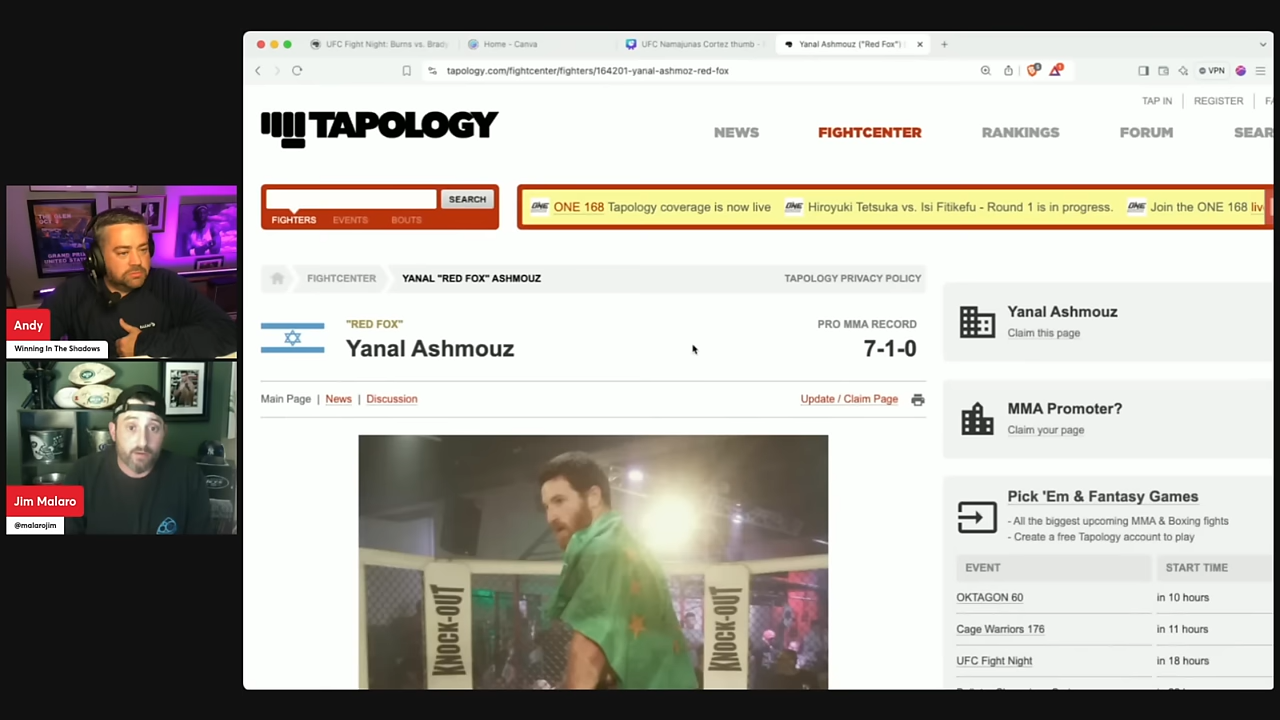 UFC Fight Night: Burns vs. Brady
Home - Canva
UFC Namajunas Cortez thumb -
Yanal Ashmouz ("Red Fox")
tapology.com/fightcenter/fighters/164201-yanal-ashmoz-red-fox
VPN
TAP IN
REGISTER
TAPOLOGY
NEWS
FIGHTCENTER
RANKINGS
FORUM
SEAR
SEARCH
FIGHTERS
EVENTS
BOUTS
ONE 168 Tapology coverage is now live
Hiroyuki Tetsuka vs. Isi Fitikefu - Round 1 is in progress.
Join the ONE 168 liv
FIGHTCENTER
YANAL "RED FOX" ASHMOUZ
TAPOLOGY PRIVACY POLICY
"RED FOX"
Yanal Ashmouz
PRO MMA RECORD
7-1-0
Main Page | News | Discussion
Update / Claim Page
KNOCK-OUT
KNOCK-OUT
Yanal Ashmouz
Claim this page
MMA Promoter?
Claim your page
Pick 'Em & Fantasy Games
- All the biggest upcoming MMA & Boxing fights
- Create a free Tapology account to play
EVENT
START TIME
OKTAGON 60
in 10 hours
Cage Warriors 176
in 11 hours
UFC Fight Night
in 18 hours
GRAND PRIX
UNITED STATES
Andy
Winning In The Shadows
Jim Malaro
@malarojim